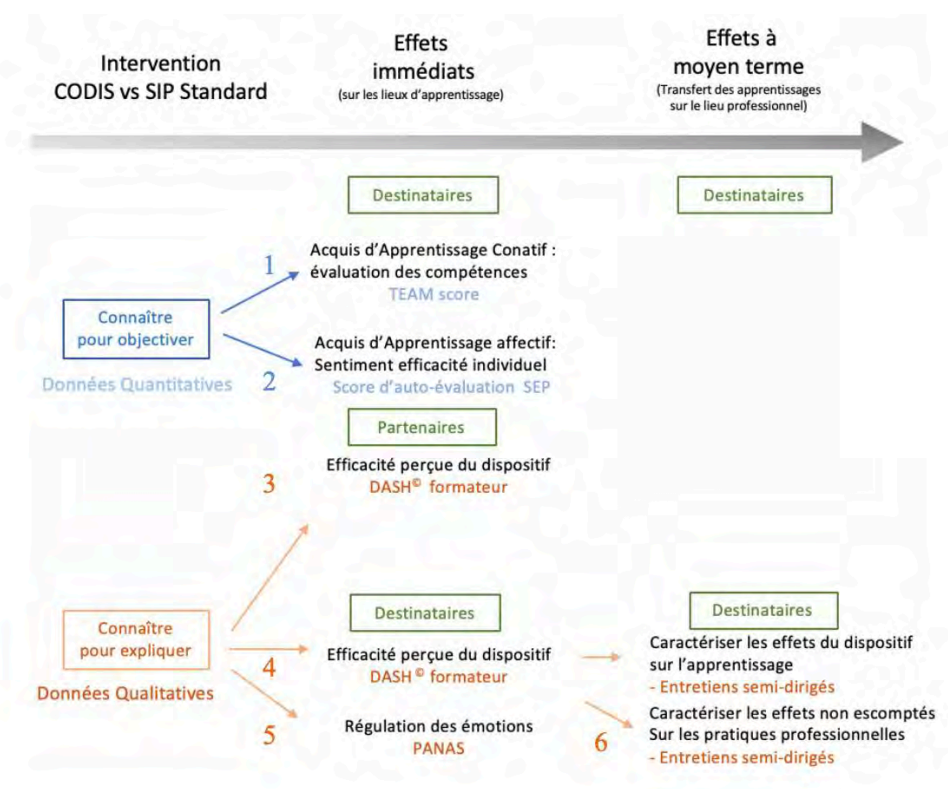 Intervention
CODIS vs SIP Standard
Effets
immédiats
(sur les lieux d'apprentissage)
Effets à
moyen terme
(Transfert des apprentissages
sur le lieu professionnel)
Destinataires
Destinataires
1
Acquis d'Apprentissage Conatif :
évaluation des compétences
TEAM score
Connaître
pour objectiver
Données Quantitatives
2
Acquis d'Apprentissage affectif:
Sentiment efficacité individuel
Score d'auto-évaluation SEP
Partenaires
3
Efficacité perçue du dispositif
DASH© formateur
Connaître
pour expliquer
Données Qualitatives
Destinataires
4
Efficacité perçue du dispositif
DASH © formateur
5
Régulation des émotions
PANAS
Destinataires
Caractériser les effets du dispositif
sur l'apprentissage
- Entretiens semi-dirigés
6
Caractériser les effets non escomptés
Sur les pratiques professionnelles
- Entretiens semi-dirigés